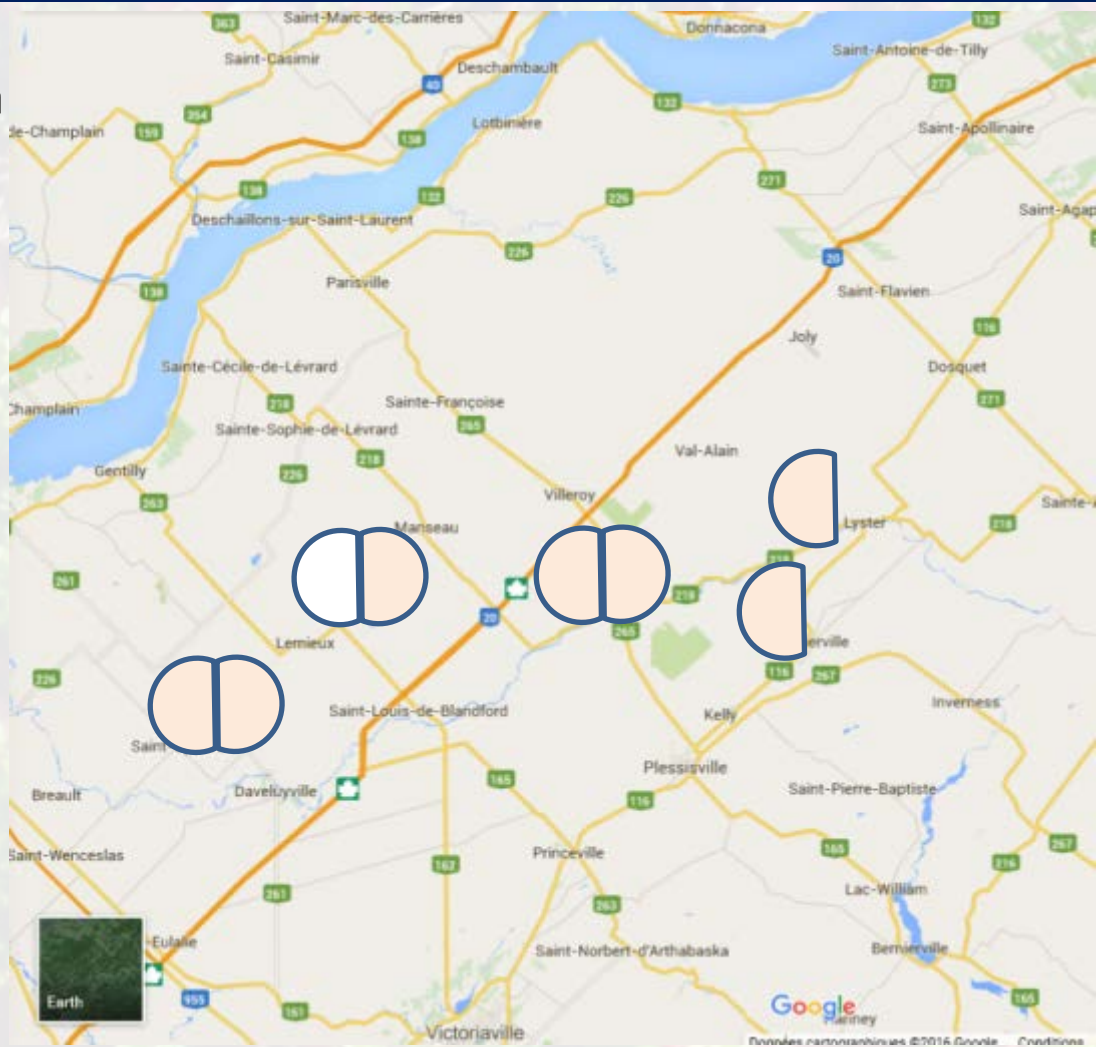 363
Saint-Marc-des-Carrières
Donnacona
132
Saint-Casimir
Saint-Antoine-de-Tilly
40
Deschambault
273
132
354
Lotbinière
de-Champlain
159
138
Saint-Apollinaire
271
138
132
226
Deschaillons-sur-Saint-Laurent
Saint-Agap
226
20
Parisville
138
Saint-Flavien
116
Joly
Sainte-Cécile-de-Lévrard
Dosquet
218
Sainte-Françoise
271
Champlain
265
Sainte-Sophie-de-Lévrard
218
Val-Alain
Gentilly
226
263
Villeroy
Manseau
Lyster
218
218
261
218
20
265
Lemieux
erville
226
116
267
Inverness
Saint-Louis-de-Blandford
Kelly
Saint
Plessisville
165
Breault
Daveluyville
116
Saint-Pierre-Baptiste
Saint-Wenceslas
Princeville
165
267
162
216
261
263
Lac-William
-Eulalie
Saint-Norbert-d'Arthabaska
Bernierville
Earth
955
161
165
Google
Victoriaville
Données cartographiques ©2016 Google
Conditions